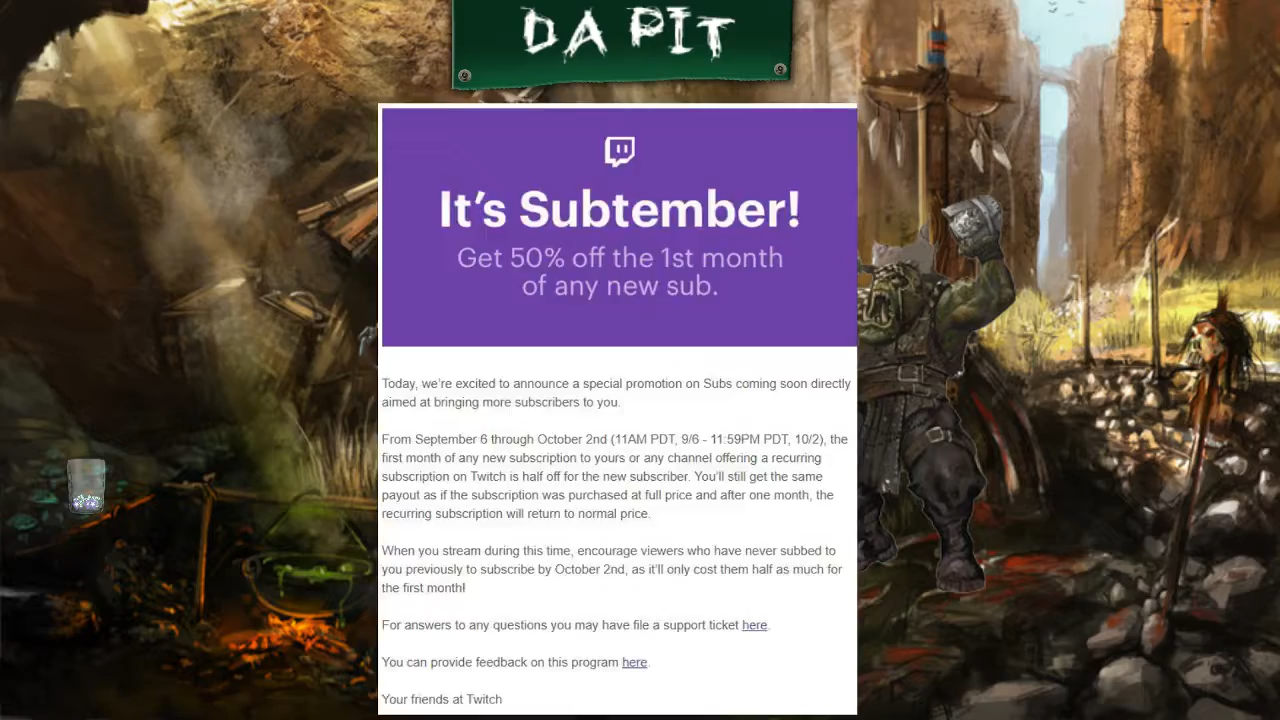 DA PIT
It's Subtember!
Get 50% off the 1st month
of any new sub.
Today, we're excited to announce a special promotion on Subs coming soon directly
aimed at bringing more subscribers to you.
From September 6 through October 2nd (11AM PDT, 9/6 - 11:59PM PDT, 10/2), the
first month of any new subscription to yours or any channel offering a recurring
subscription on Twitch is half off for the new subscriber. You'll still get the same
payout as if the subscription was purchased at full price and after one month, the
recurring subscription will return to normal price.
When you stream during this time, encourage viewers who have never subbed to
you previously to subscribe by October 2nd, as it'll only cost them half as much for
the first month!
For answers to any questions you may have file a support ticket here.
You can provide feedback on this program here.
Your friends at Twitch